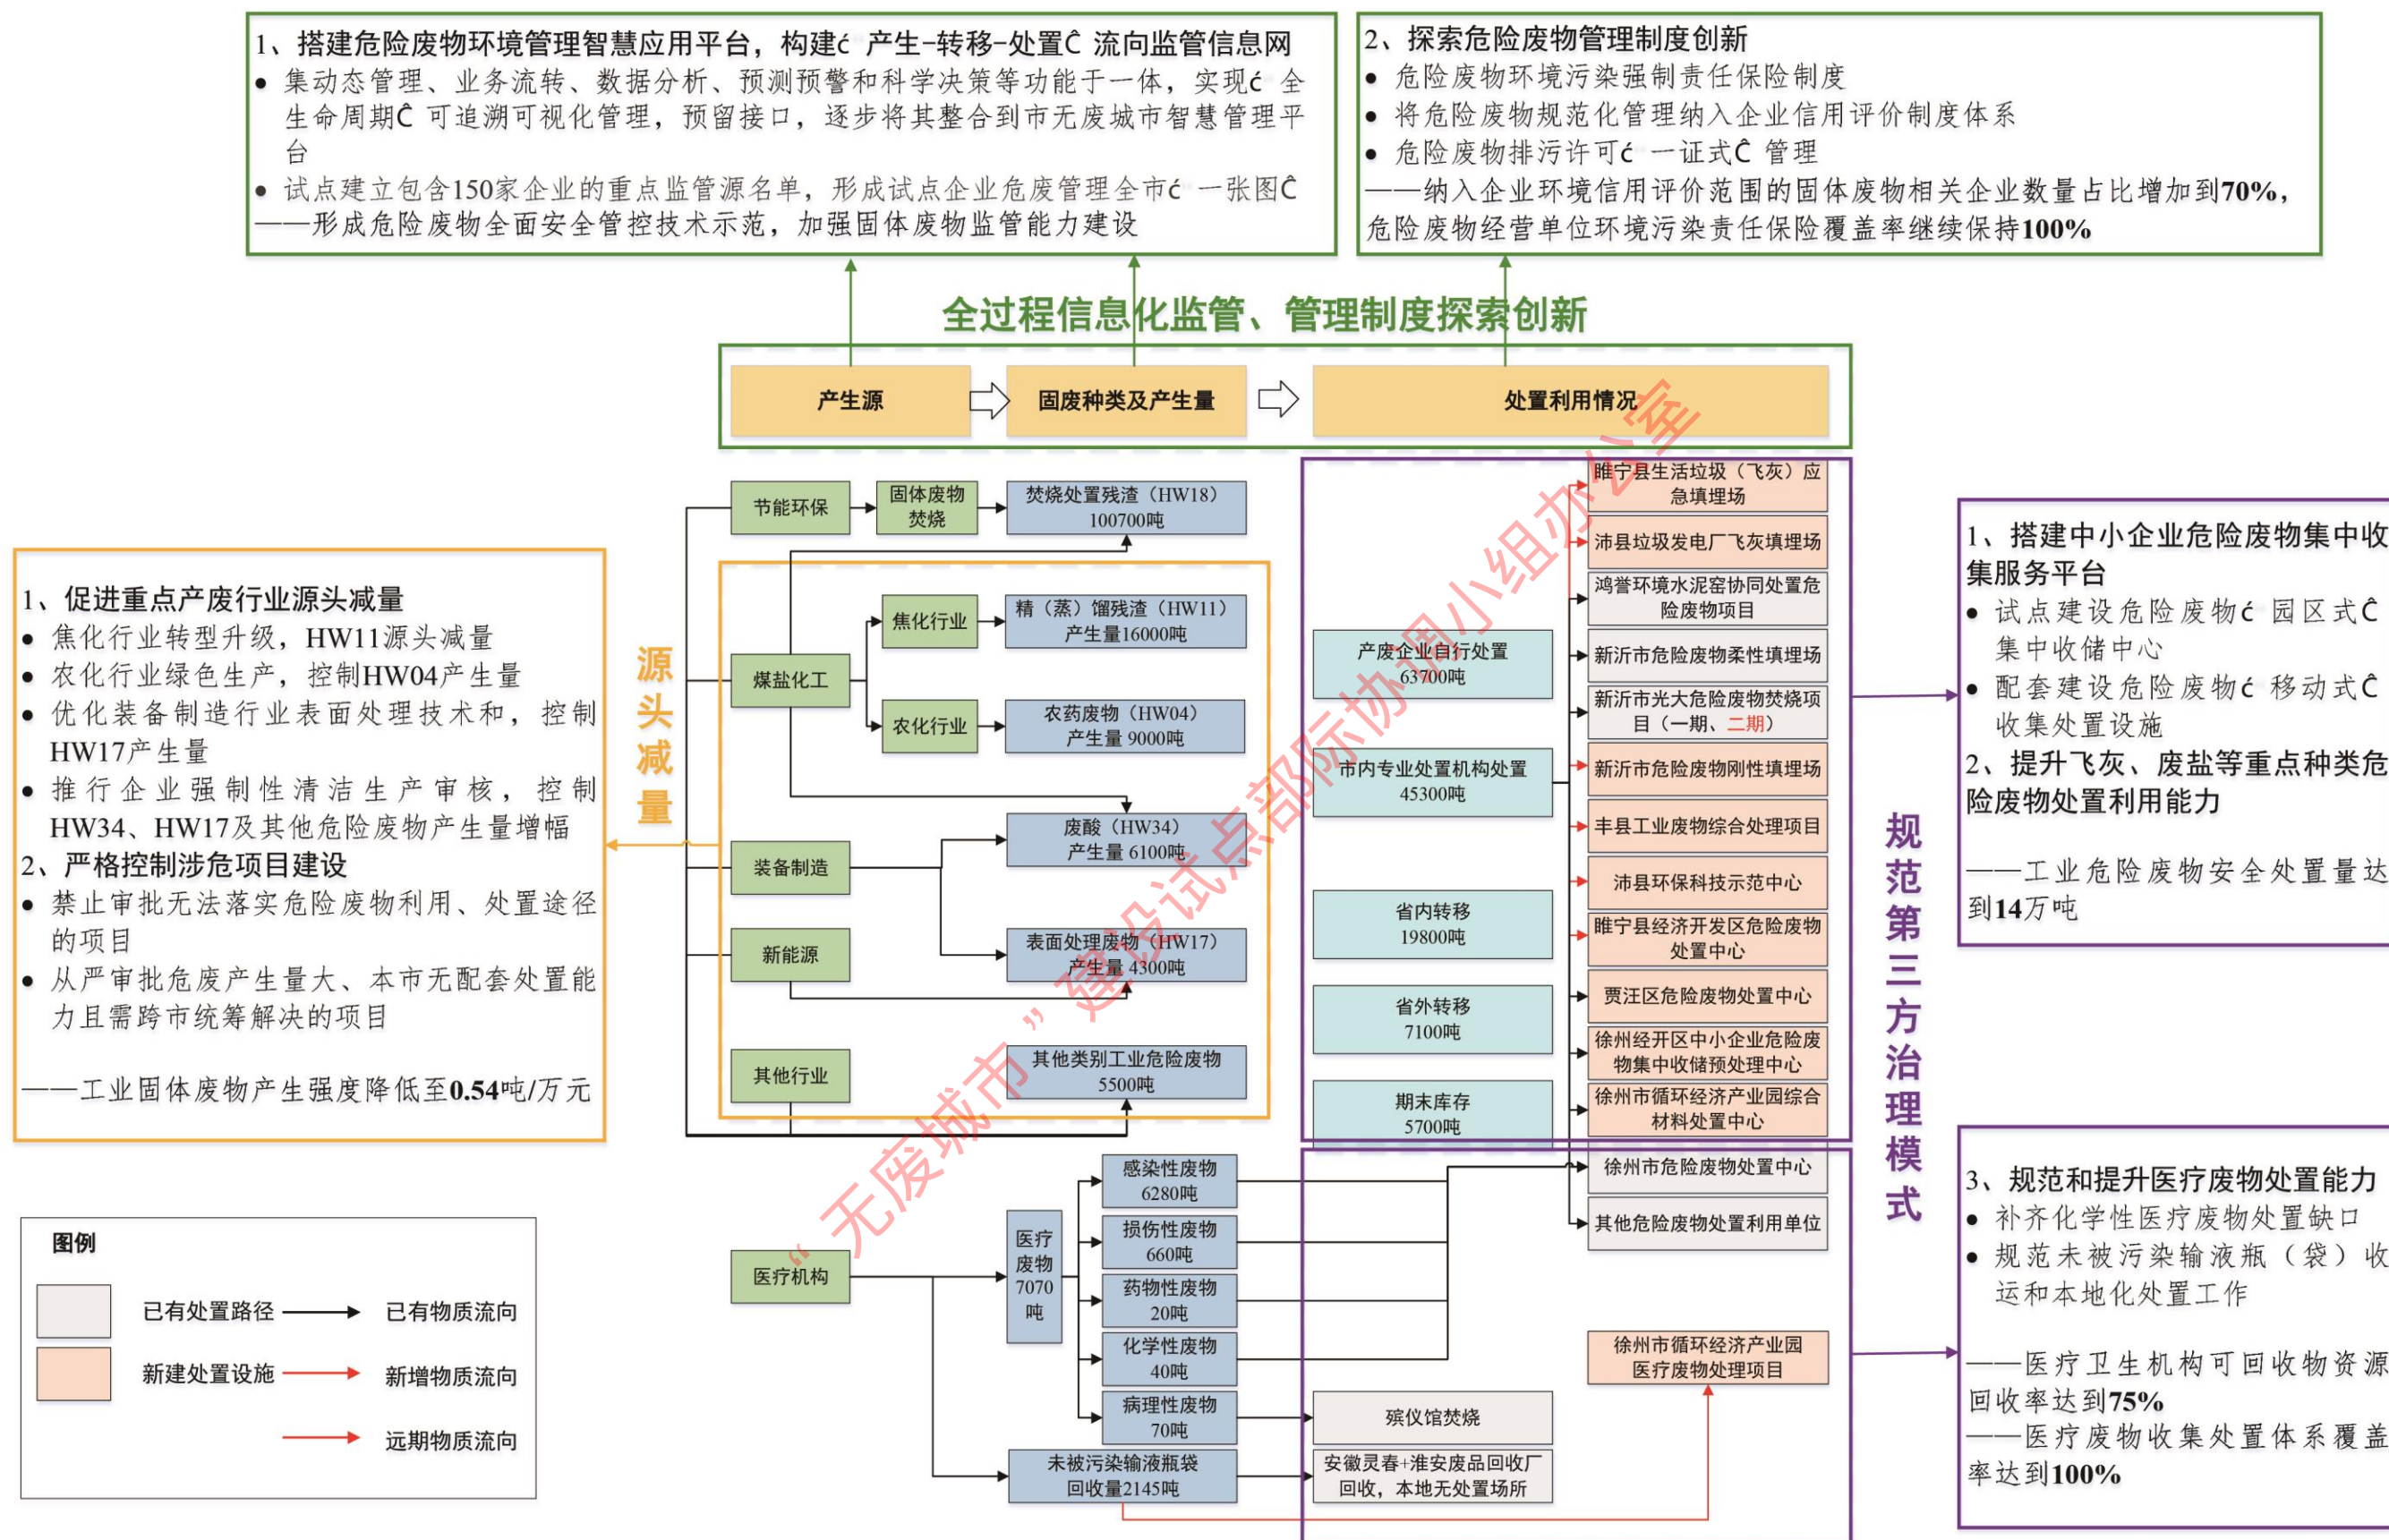 1、搭建危险废物环境管理智慧应用平台，构建ć 产生-转移-处置Ĉ 流向监管信息网
● 集动态管理、业务流转、数据分析、预测预警和科学决策等功能于一体，实现ć 全
生命周期Ĉ 可追溯可视化管理，预留接口，逐步将其整合到市无废城市智慧管理平
台
● 试点建立包含150家企业的重点监管源名单，形成试点企业危废管理全市ć 一张图Ĉ
——形成危险废物全面安全管控技术示范，加强固体废物监管能力建设
2、探索危险废物管理制度创新
● 危险废物环境污染强制责任保险制度
● 将危险废物规范化管理纳入企业信用评价制度体系
● 危险废物排污许可ć 一证式Ĉ 管理
——纳入企业环境信用评价范围的固体废物相关企业数量占比增加到70%，
危险废物经营单位环境污染责任保险覆盖率继续保持100%
全过程信息化监管、管理制度探索创新
产生源
固废种类及产生量
处置利用情况
1、促进重点产废行业源头减量
● 焦化行业转型升级，HW11源头减量
● 农化行业绿色生产，控制HW04产生量
● 优化装备制造行业表面处理技术和，控制
HW17产生量
● 推行企业强制性清洁生产审核，控制
HW34、HW17及其他危险废物产生量增幅
2、严格控制涉危项目建设
● 禁止审批无法落实危险废物利用、处置途径
的项目
● 从严审批危废产生量大、本市无配套处置能
力且需跨市统筹解决的项目
——工业固体废物产生强度降低至0.54吨/万元
源头减量
节能环保
固体废物
焚烧
焚烧处置残渣（HW18）
100700吨
煤盐化工
焦化行业
精（蒸）馏残渣（HW11）
产生量16000吨
农化行业
农药废物（HW04）
产生量 9000吨
装备制造
废酸（HW34）
产生量 6100吨
新能源
表面处理废物（HW17）
产生量 4300吨
其他行业
其他类别工业危险废物
5500吨
产废企业自行处置
63700吨
市内专业处置机构处置
45300吨
省内转移
19800吨
省外转移
7100吨
期末库存
5700吨
睢宁县生活垃圾（飞灰）应
急填埋场
沛县垃圾发电厂飞灰填埋场
鸿誉环境水泥窑协同处置危
险废物项目
新沂市危险废物柔性填埋场
新沂市光大危险废物焚烧项
目（一期、二期）
新沂市危险废物刚性填埋场
丰县工业废物综合处理项目
沛县环保科技示范中心
睢宁县经济开发区危险废物
处置中心
贾汪区危险废物处置中心
徐州经开区中小企业危险废
物集中收储预处理中心
徐州市循环经济产业园综合
材料处置中心
徐州市危险废物处置中心
其他危险废物处置利用单位
规范第三方治理模式
1、搭建中小企业危险废物集中收
集服务平台
● 试点建设危险废物ć 园区式Ĉ
集中收储中心
● 配套建设危险废物ć 移动式Ĉ
收集处置设施
2、提升飞灰、废盐等重点种类危
险废物处置利用能力
——工业危险废物安全处置量达
到14万吨
3、规范和提升医疗废物处置能力
● 补齐化学性医疗废物处置缺口
● 规范未被污染输液瓶（袋）收
运和本地化处置工作
——医疗卫生机构可回收物资源
回收率达到75%
——医疗废物收集处置体系覆盖
率达到100%
医疗机构
医疗
废物
7070
吨
感染性废物
6280吨
损伤性废物
660吨
药物性废物
20吨
化学性废物
40吨
病理性废物
70吨
未被污染输液瓶袋
回收量2145吨
殡仪馆焚烧
安徽灵春+淮安废品回收厂
回收，本地无处置场所
徐州市循环经济产业园
医疗废物处理项目
图例
已有处置路径
已有物质流向
新建处置设施
新增物质流向
远期物质流向
“无废城市”建设试点部际协调小组办公室